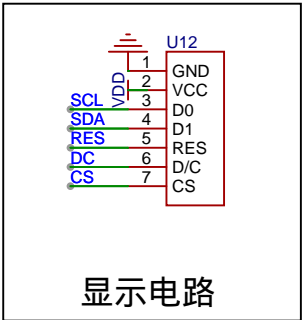 U12
1 GND
VDD 2 VCC
SCL 3 D0
SDA 4 D1
RES 5 RES
DC 6 D/C
CS 7 CS
显示电路